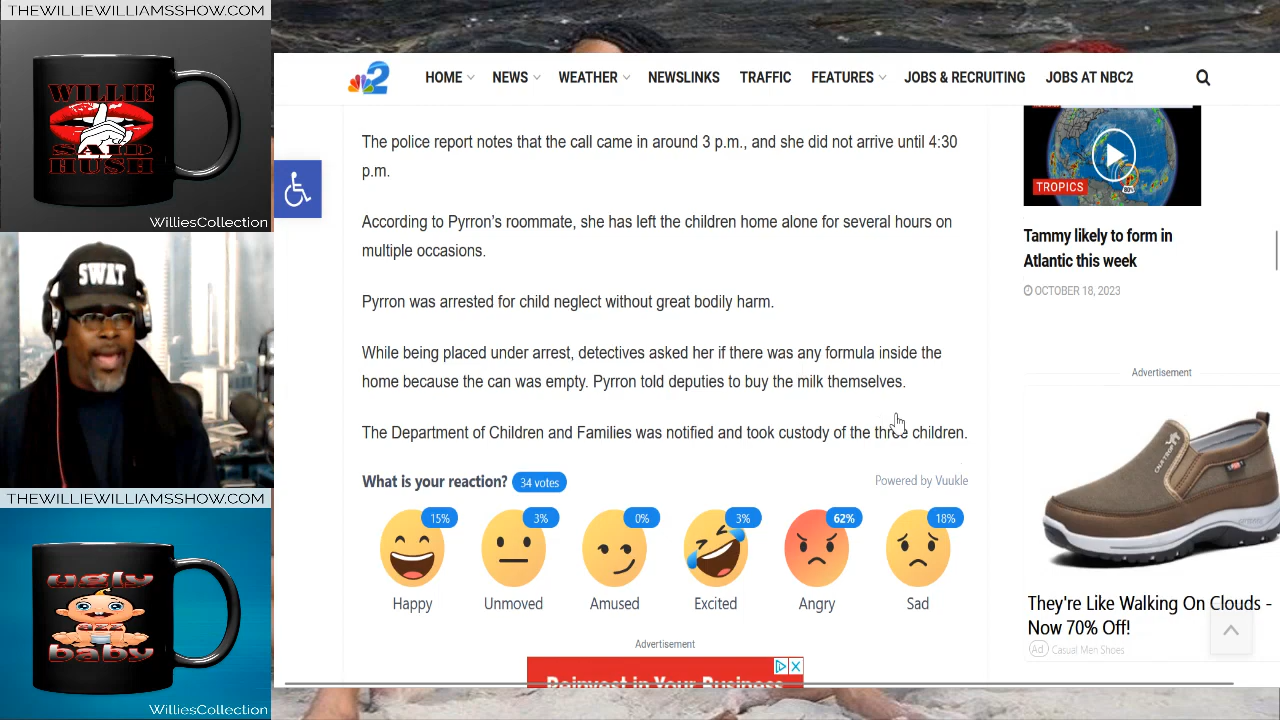 THEWILLIEWILLIAMSSHOW.COM
WILLIE
SAID
HUSH
WilliesCollection
SWAT
THEWILLIEWILLIAMSSHOW.COM
ugly
baby
WilliesCollection
2
HOME
NEWS
WEATHER
NEWSLINKS
TRAFFIC
FEATURES
JOBS & RECRUITING
JOBS AT NBC2
The police report notes that the call came in around 3 p.m., and she did not arrive until 4:30
p.m.
According to Pyrron’s roommate, she has left the children home alone for several hours on
multiple occasions.
Pyrron was arrested for child neglect without great bodily harm.
While being placed under arrest, detectives asked her if there was any formula inside the
home because the can was empty. Pyrron told deputies to buy the milk themselves.
The Department of Children and Families was notified and took custody of the three children.
What is your reaction? 34 votes
Powered by Vuukle
15%
3%
0%
3%
62%
18%
Happy
Unmoved
Amused
Excited
Angry
Sad
Advertisement
Reinvest in Your Business
80%
TROPICS
Tammy likely to form in
Atlantic this week
OCTOBER 18, 2023
Advertisement
They're Like Walking On Clouds -
Now 70% Off!
Ad Casual Men Shoes